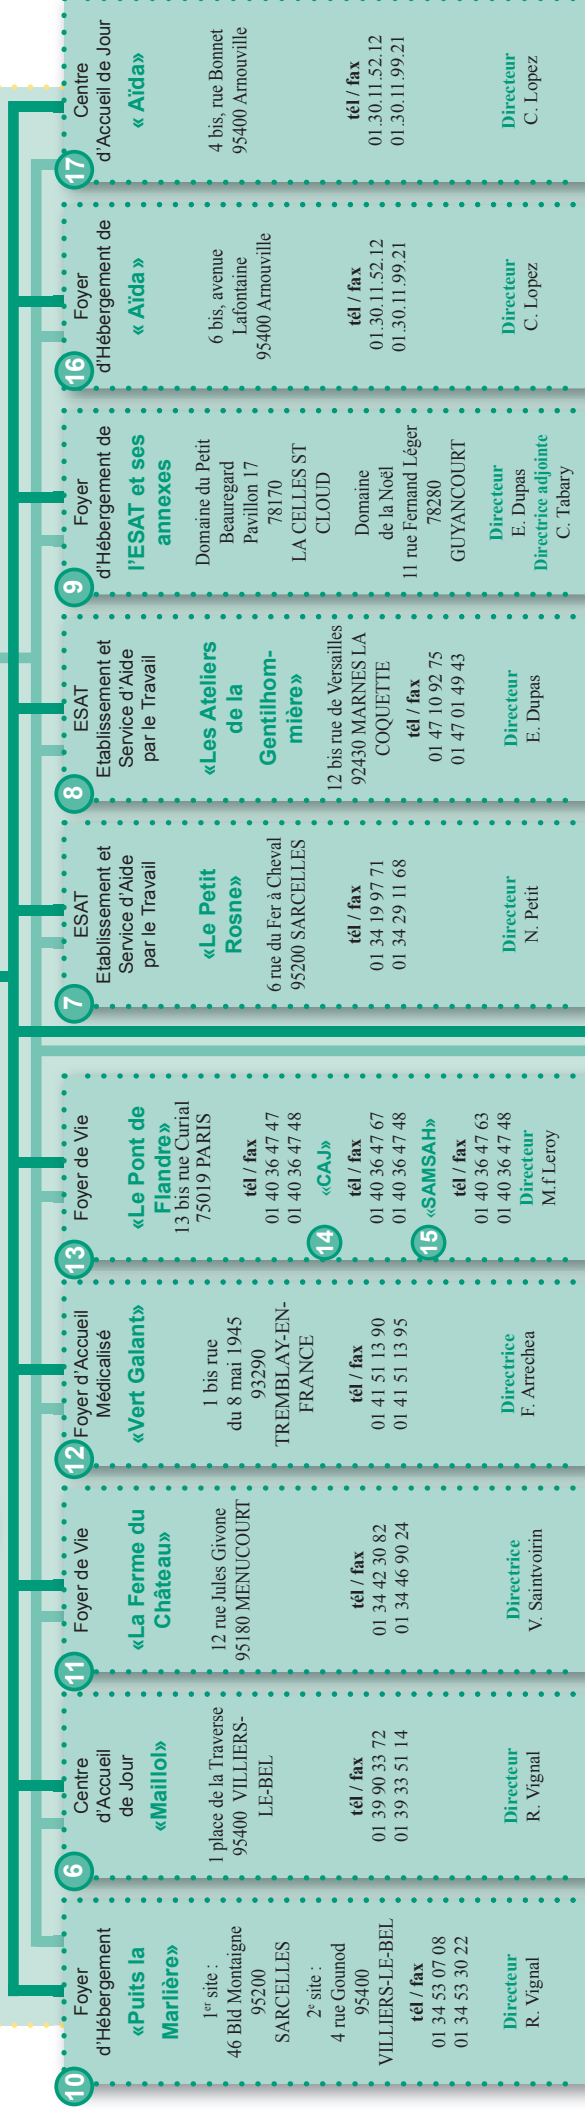 10
Foyer
d'Hébergement
«Puits la
Marlière»
1er site :
46 Bld Montaigne
95200
SARCELLES
2e site :
4 rue Gounod
95400
VILLIERS-LE-BEL
tél / fax
01 34 53 07 08
01 34 53 30 22
Directeur
R. Vignal
6
Centre
d'Accueil
de Jour
«Maillol»
1 place de la Traverse
95400 VILLIERS-
LE-BEL
tél / fax
01 39 90 33 72
01 39 33 51 14
Directeur
R. Vignal
11
Foyer de Vie
«La Ferme du
Château»
12 rue Jules Givone
95180 MENUCOURT
tél / fax
01 34 42 30 82
01 34 46 90 24
Directrice
V. Saintvoirin
12
Foyer d'Accueil
Médicalisé
«Vert Galant»
1 bis rue
du 8 mai 1945
93290
TREMBLAY-EN-
FRANCE
tél / fax
01 41 51 13 90
01 41 51 13 95
Directrice
F. Arrechea
13
Foyer de Vie
«Le Pont de
Flandre»
13 bis rue Curial
75019 PARIS
tél / fax
01 40 36 47 47
01 40 36 47 48
14 «CAJ»
tél / fax
01 40 36 47 67
01 40 36 47 48
15 «SAMSAH»
tél / fax
01 40 36 47 63
01 40 36 47 48
Directeur
M.f Leroy
7
ESAT
Etablissement et
Service d'Aide
par le Travail
«Le Petit
Rosne»
6 rue du Fer à Cheval
95200 SARCELLES
tél / fax
01 34 19 97 71
01 34 29 11 68
Directeur
N. Petit
8
ESAT
Etablissement et
Service d'Aide
par le Travail
«Les Ateliers
de la
Gentilhom-
mière»
12 bis rue de Versailles
92430 MARNES LA
COQUETTE
tél / fax
01 47 10 92 75
01 47 01 49 43
Directeur
E. Dupas
9
Foyer
d'Hébergement de
l'ESAT et ses
annexes
Domaine du Petit
Beauregard
Pavillon 17
78170
LA CELLES ST
CLOUD
Domaine
de la Noël
11 rue Fernand Léger
78280
GUYANCOURT
Directeur
E. Dupas
Directrice adjointe
C. Tabary
16
Foyer
d'Hébergement de
« Aïda »
6 bis, avenue
Lafontaine
95400 Arnouville
tél / fax
01.30.11.52.12
01.30.11.99.21
Directeur
C. Lopez
17
Centre
d'Accueil de Jour
« Aïda»
4 bis, rue Bonnet
95400 Arnouville
tél / fax
01.30.11.52.12
01.30.11.99.21
Directeur
C. Lopez